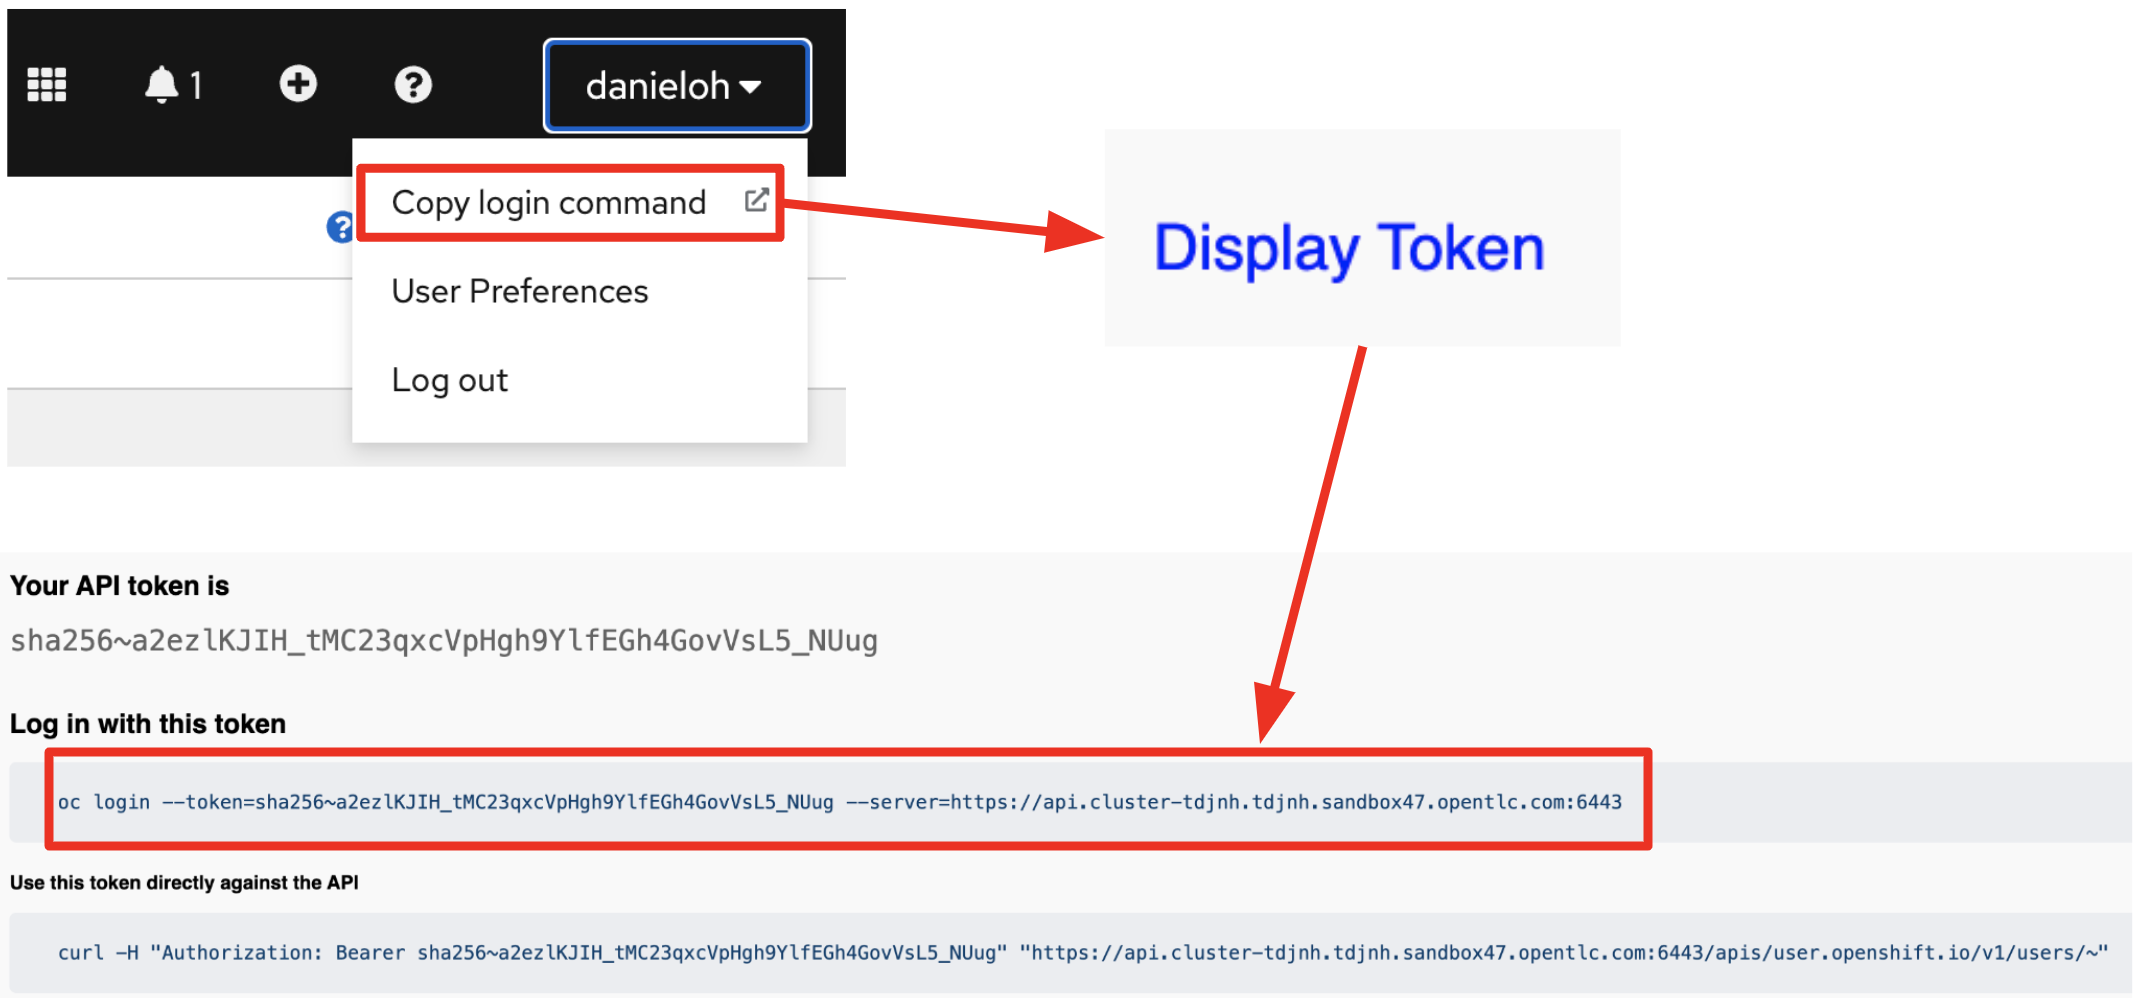 1
danieloh
Copy login command
User Preferences
Log out
Display Token
Your API token is
sha256~a2ezlKJIH_tMC23qxcVpHgh9YlfEGh4GovVsL5_NUug
Log in with this token
oc login --token=sha256~a2ezlKJIH_tMC23qxcVpHgh9YlfEGh4GovVsL5_NUug --server=https://api.cluster-tdjnh.tdjnh.sandbox47.opentlc.com:6443
Use this token directly against the API
curl -H "Authorization: Bearer sha256~a2ezlKJIH_tMC23qxcVpHgh9YlfEGh4GovVsL5_NUug" "https://api.cluster-tdjnh.tdjnh.sandbox47.opentlc.com:6443/apis/user.openshift.io/v1/users/~"